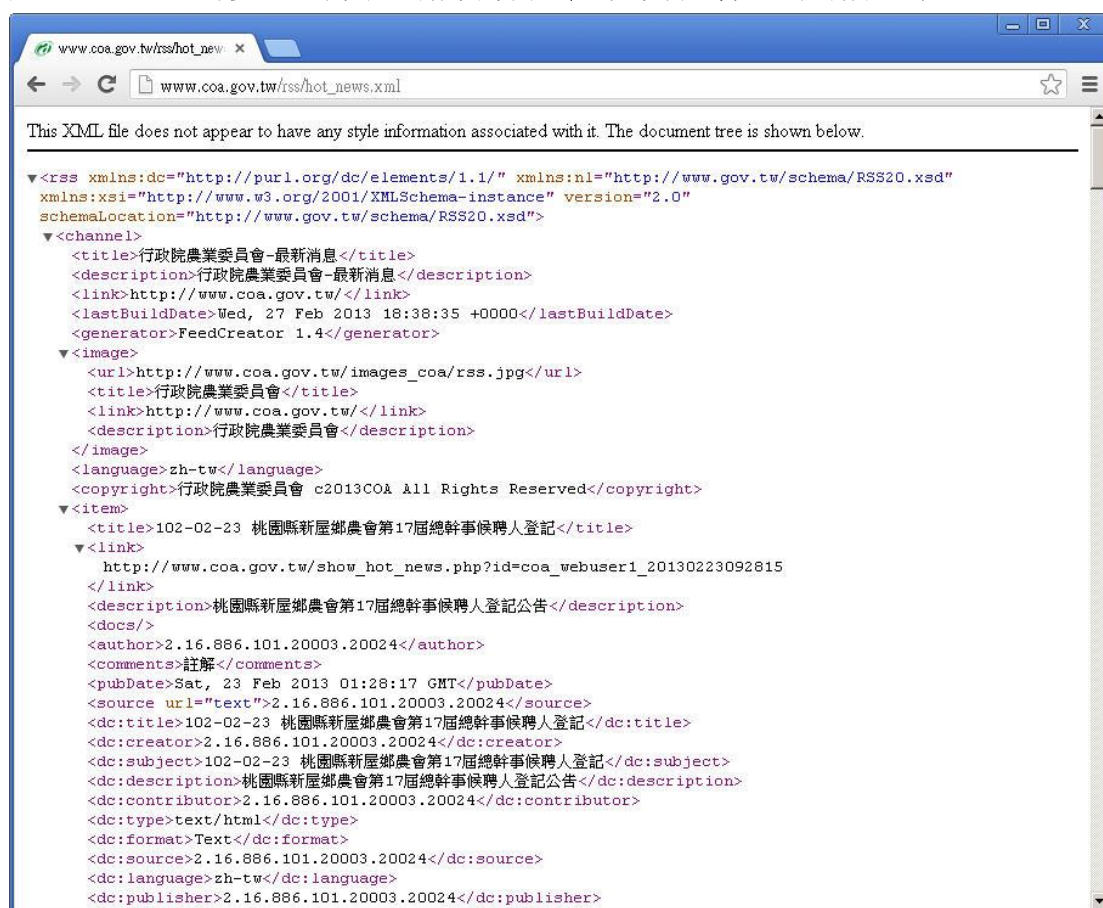 www.coa.gov.tw/rss/hot_new
www.coa.gov.tw/rss/hot_news.xml
This XML file does not appear to have any style information associated with it. The document tree is shown below.
▼<rss xmlns:dc="http://purl.org/dc/elements/1.1/" xmlns:nl="http://www.gov.tw/schema/RSS20.xsd"
xmlns:xsi="http://www.w3.org/2001/XMLSchema-instance" version="2.0"
schemaLocation="http://www.gov.tw/schema/RSS20.xsd">
▼<channel>
<title>行政院農業委員會-最新消息</title>
<description>行政院農業委員會-最新消息</description>
<link>http://www.coa.gov.tw/</link>
<lastBuildDate>Wed, 27 Feb 2013 18:38:35 +0000</lastBuildDate>
<generator>FeedCreator 1.4</generator>
▼<image>
<url>http://www.coa.gov.tw/images_coa/rss.jpg</url>
<title>行政院農業委員會</title>
<link>http://www.coa.gov.tw/</link>
<description>行政院農業委員會</description>
</image>
<language>zh-tw</language>
<copyright>行政院農業委員會 c2013COA All Rights Reserved</copyright>
▼<item>
<title>102-02-23 桃園縣新屋鄉農會第17屆總幹事候聘人登記</title>
▼<link>
http://www.coa.gov.tw/show_hot_news.php?id=coa_webuser1_20130223092815
</link>
<description>桃園縣新屋鄉農會第17屆總幹事候聘人登記公告</description>
<docs/>
<author>2.16.886.101.20003.20024</author>
<comments>註解</comments>
<pubDate>Sat, 23 Feb 2013 01:28:17 GMT</pubDate>
<source url="text">2.16.886.101.20003.20024</source>
<dc:title>102-02-23 桃園縣新屋鄉農會第17屆總幹事候聘人登記</dc:title>
<dc:creator>2.16.886.101.20003.20024</dc:creator>
<dc:subject>102-02-23 桃園縣新屋鄉農會第17屆總幹事候聘人登記</dc:subject>
<dc:description>桃園縣新屋鄉農會第17屆總幹事候聘人登記公告</dc:description>
<dc:contributor>2.16.886.101.20003.20024</dc:contributor>
<dc:type>text/html</dc:type>
<dc:format>Text</dc:format>
<dc:source>2.16.886.101.20003.20024</dc:source>
<dc:language>zh-tw</dc:language>
<dc:publisher>2.16.886.101.20003.20024</dc:publisher>